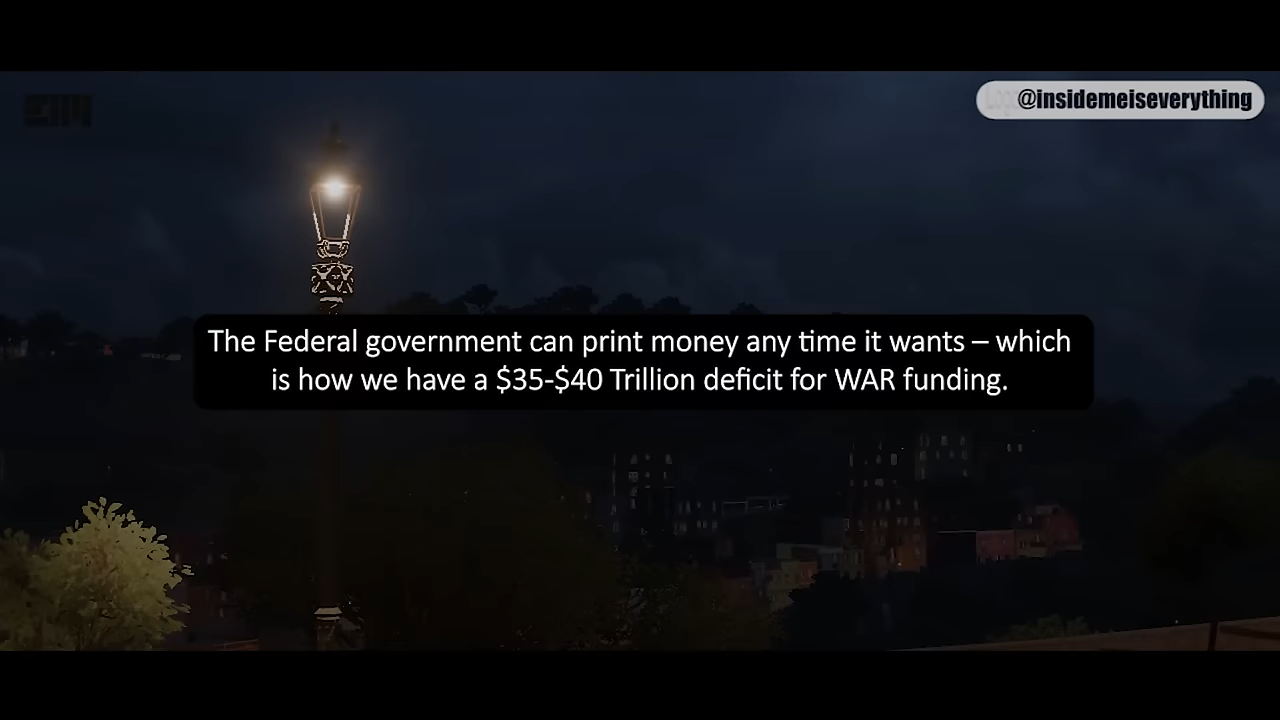 @insidemeiseverything
The Federal government can print money any time it wants – which
is how we have a $35-$40 Trillion deficit for WAR funding.